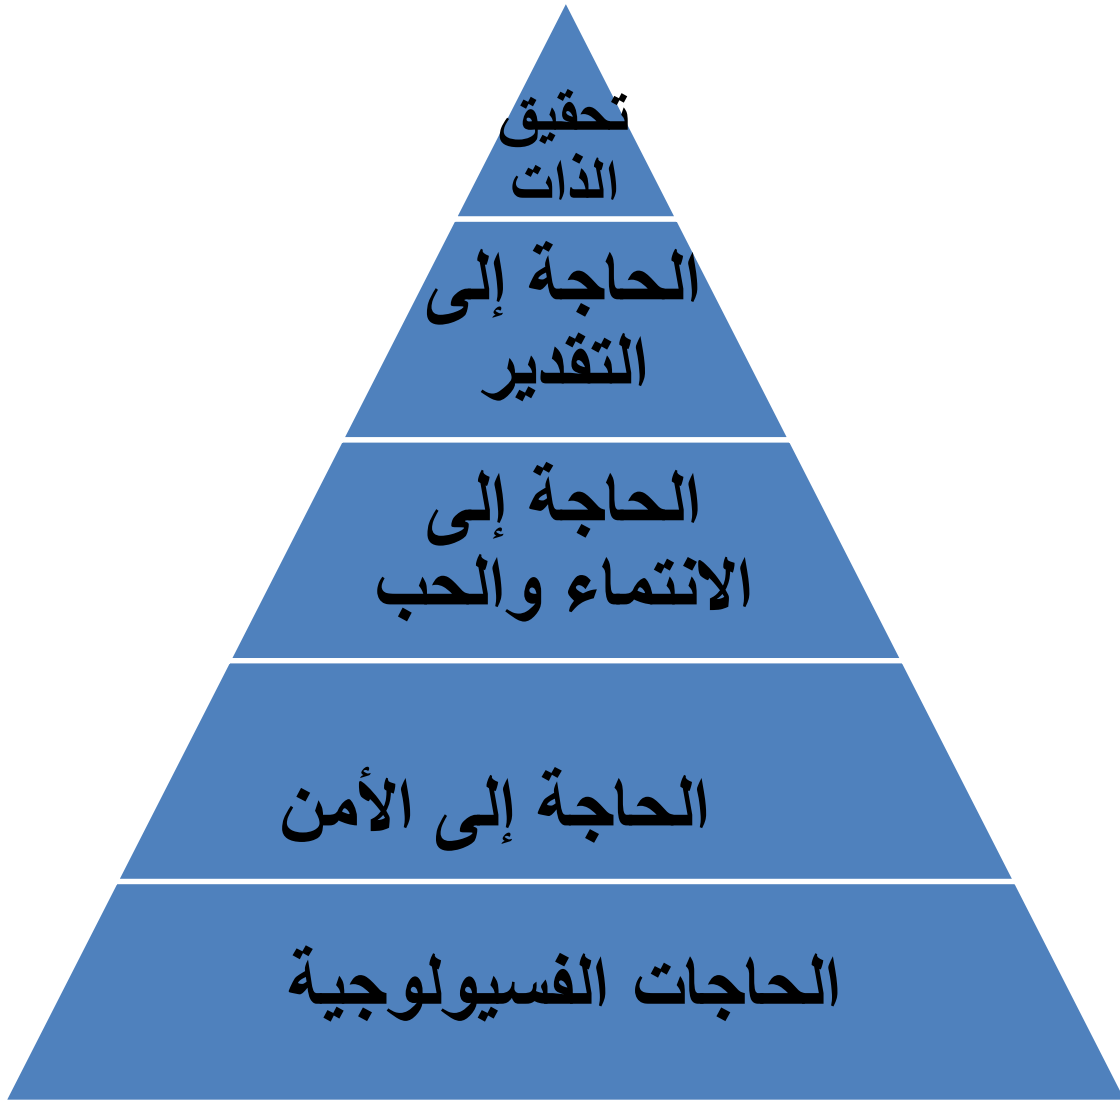 تحقيق
الذات
الحاجة إلى
التقدير
الحاجة إلى
الانتماء والحب
الحاجة إلى الأمن
الحاجات الفسيولوجية